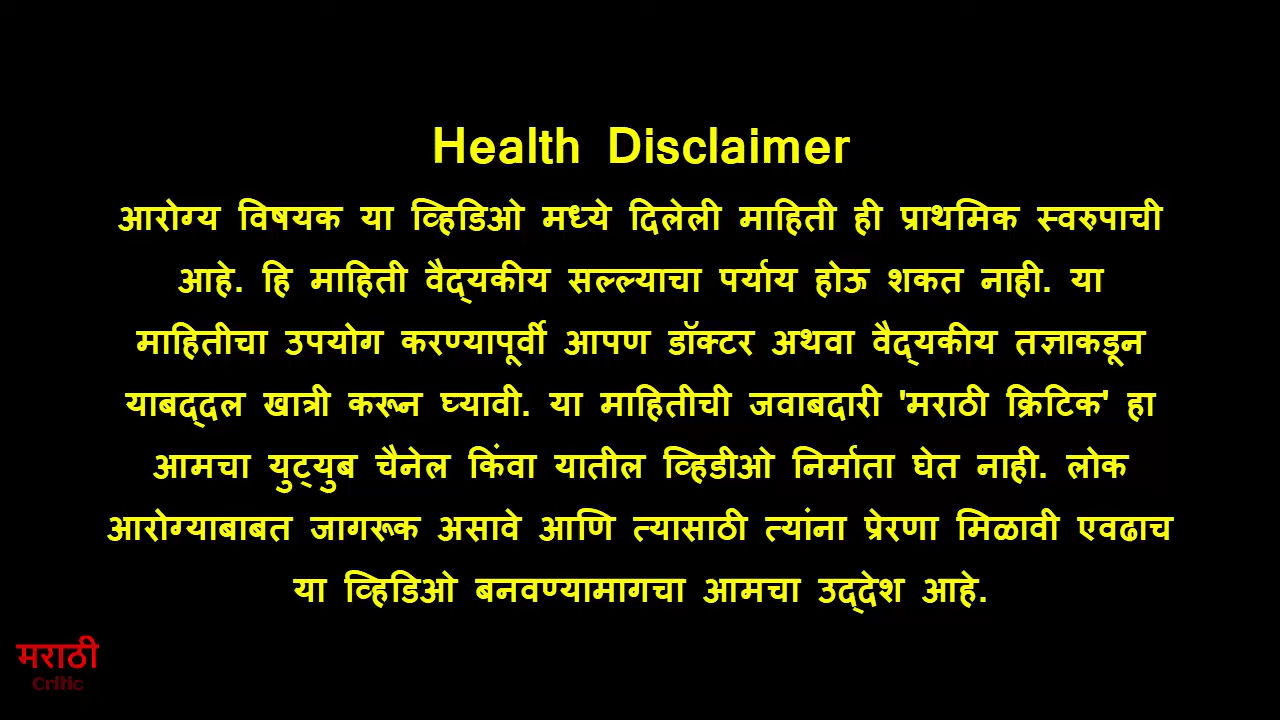 Health Disclaimer
आरोग्य विषयक या व्हिडिओ मध्ये दिलेली माहिती ही प्राथमिक स्वरुपाची
आहे. हि माहिती वैद्‌यकीय सल्ल्याचा पर्याय होऊ शकत नाही. या
माहितीचा उपयोग करण्यापूर्वी आपण डॉक्टर अथवा वैद्‌यकीय तज्ञाकडून
याबद्‌दल खात्री करून घ्यावी. या माहितीची जवाबदारी 'मराठी क्रिटिक' हा
आमचा युट्‌युब चैनेल किंवा यातील व्हिडीओ निर्माता घेत नाही. लोक
आरोग्याबाबत जागरूक असावे आणि त्यासाठी त्यांना प्रेरणा मिळावी एवढाच
या व्हिडिओ बनवण्यामागचा आमचा उद्‌देश आहे.
मराठी
Critic